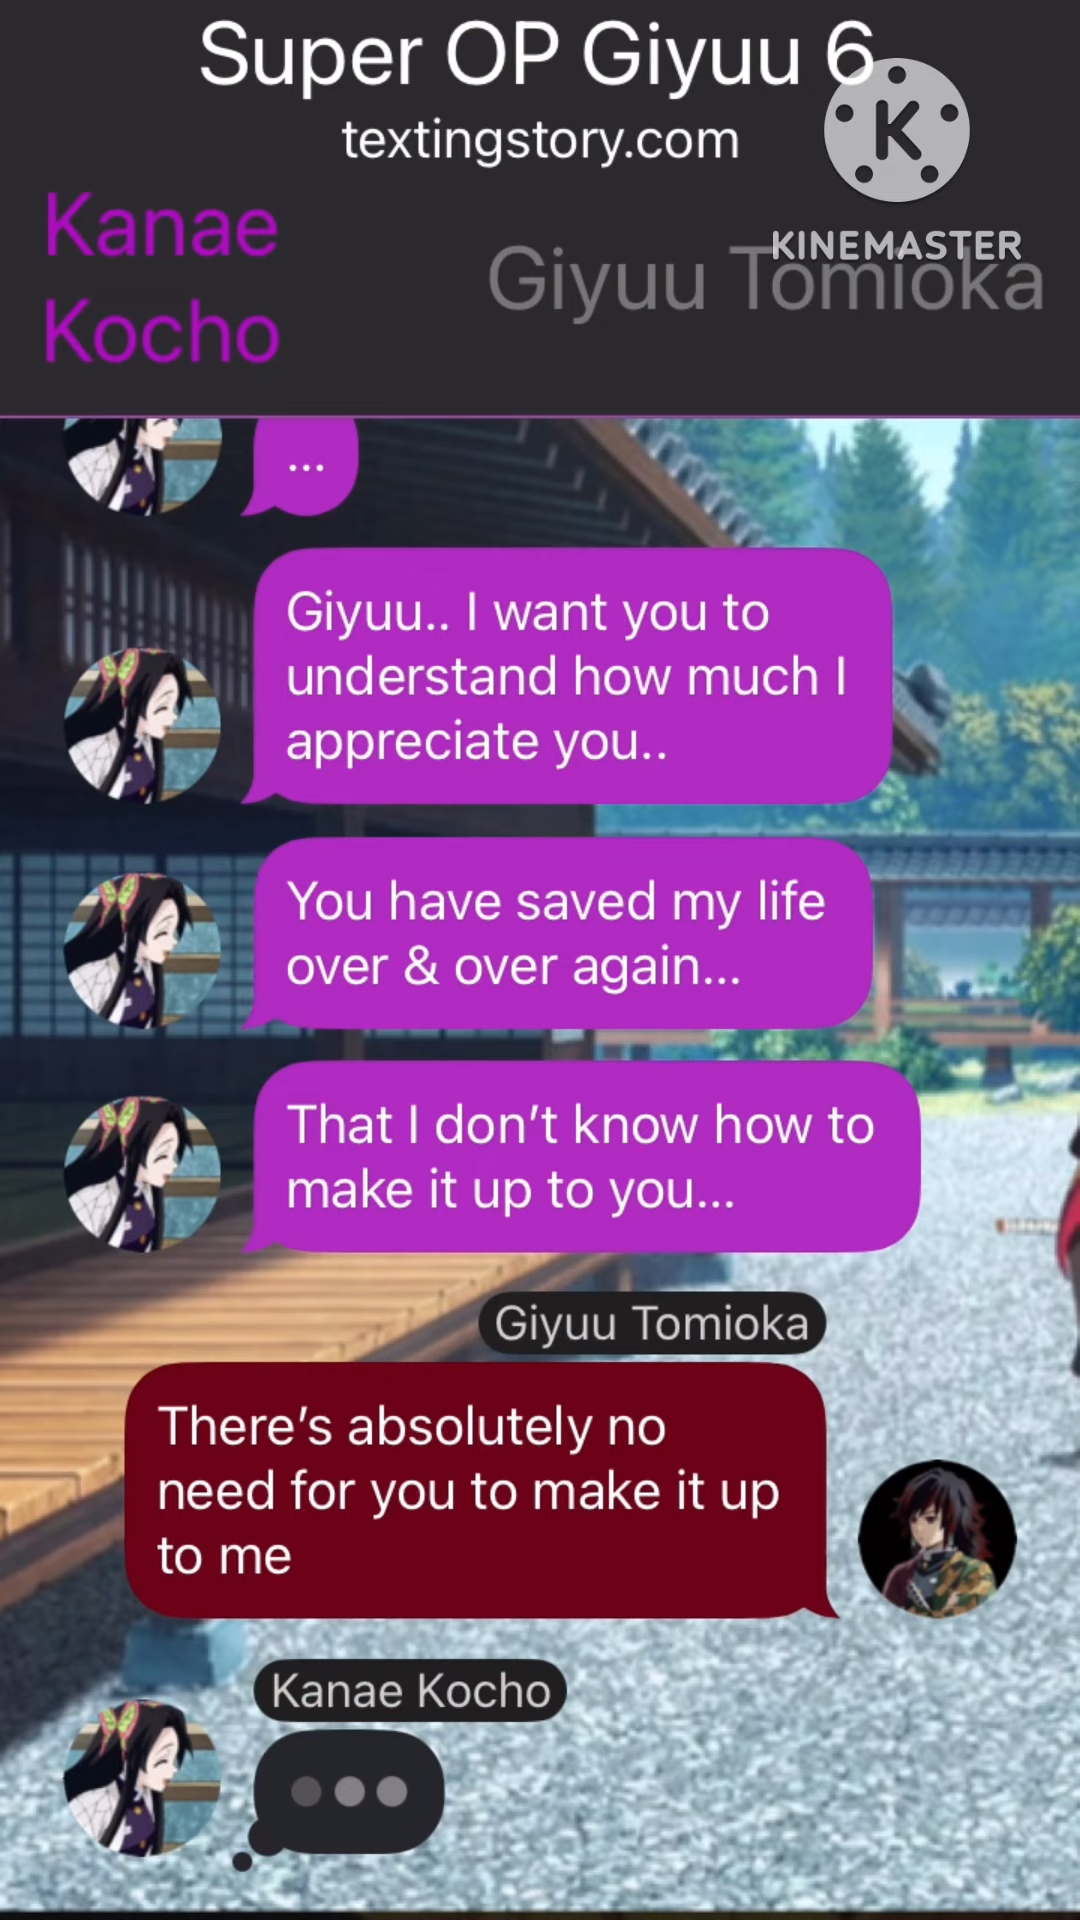 Super OP Giyuu 6
textingstory.com
K
KINEMASTER
Kanae
Kocho
Giyuu Tomioka
...
Giyuu.. I want you to
understand how much I
appreciate you..
You have saved my life
over & over again...
That I don’t know how to
make it up to you...
Giyuu Tomioka
There’s absolutely no
need for you to make it up
to me
Kanae Kocho